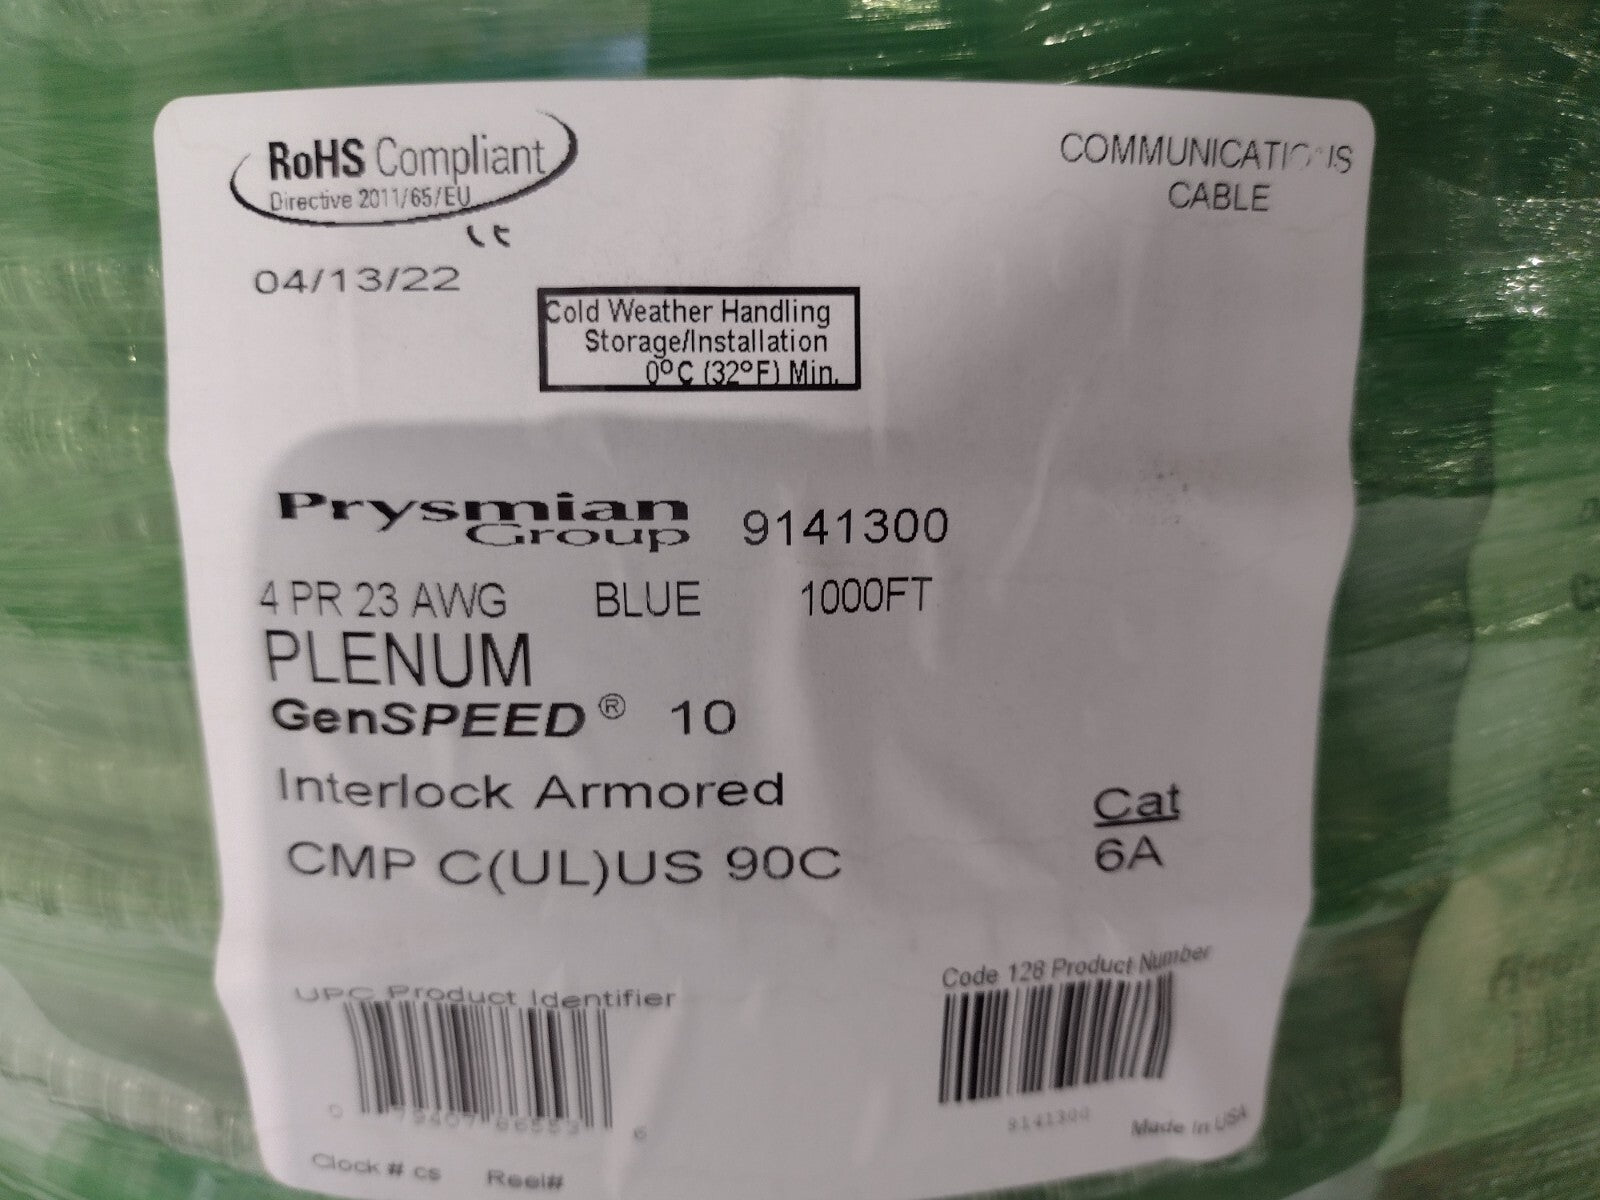 RoHS Compliant
Directive 2011/65/EU
COMMUNICATIONS
CABLE
04/13/22
Cold Weather Handling
Storage/Installation
0°C (32°F) Min.
Prysmian
Group
9141300
4 PR 23 AWG BLUE 1000FT
PLENUM
GenSPEED® 10
Interlock Armored
CMP C(UL)US 90C
Cat
6A
UPC Product Identifier
Code 128 Product Number
0
6
9141300
Made in USA
Clock # cs Reel#